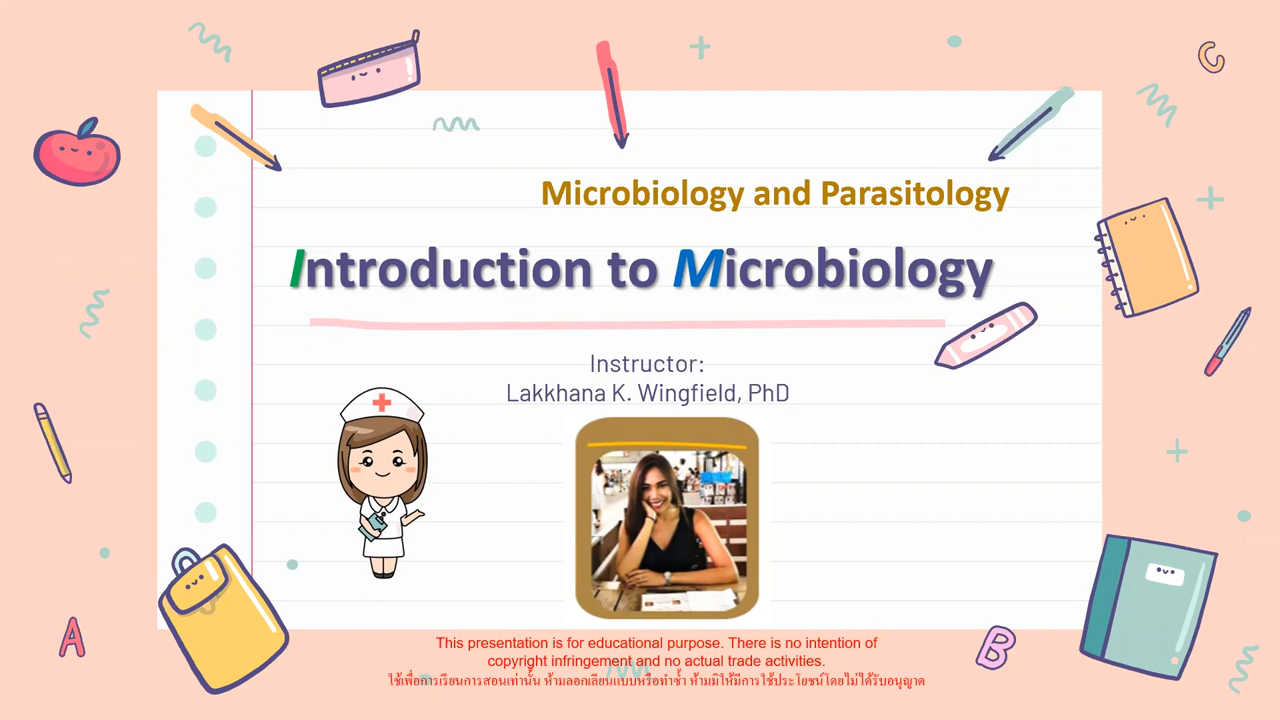 C
Microbiology and Parasitology
Introduction to Microbiology
Instructor:
Lakkhana K. Wingfield, PhD
A
B
This presentation is for educational purpose. There is no intention of
copyright infringement and no actual trade activities.
ใช้เพื่อการเรียนการสอนเท่านั้น ห้ามลอกเลียนแบบหรือทำซ้ำ ห้ามมิให้มีการใช้ประโยชน์โดยไม่ได้รับอนุญาต